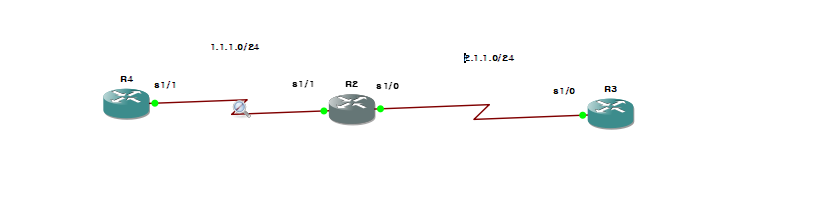 1.1.1.0/24
2.1.1.0/24
R4
s1/1
s1/1
R2
s1/0
s1/0
R3